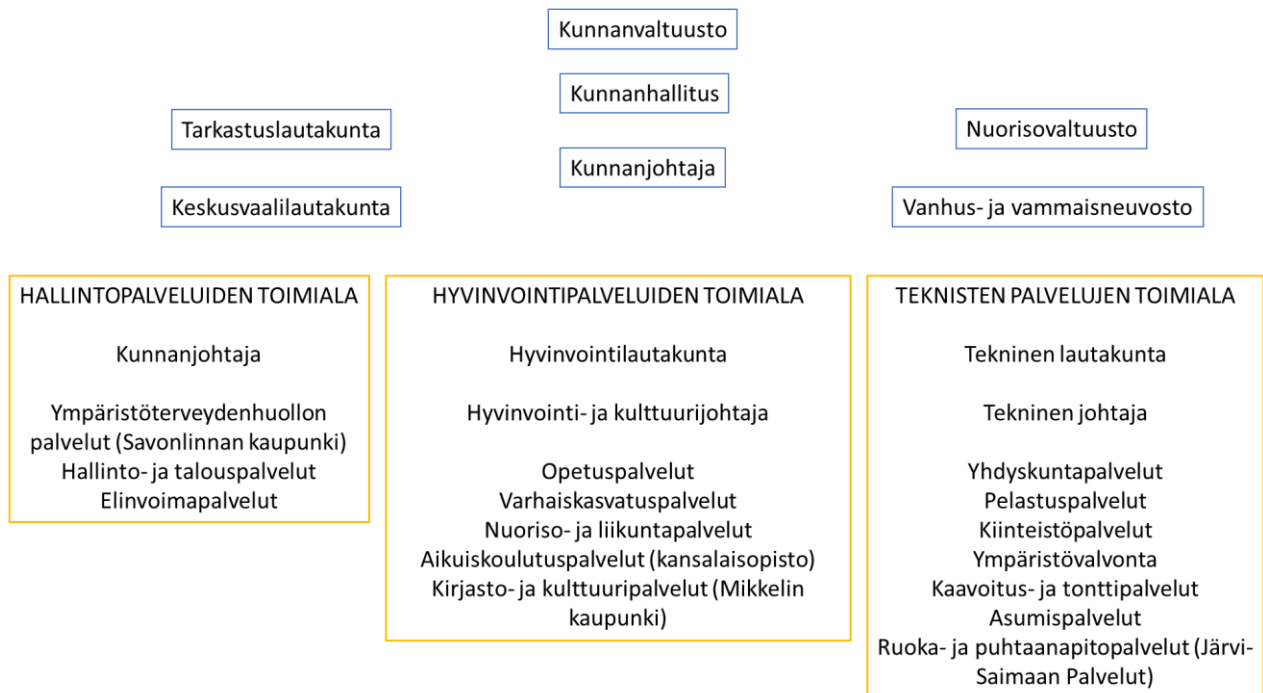 Kunnanvaltuusto
Kunnanhallitus
Tarkastuslautakunta
Nuorisovaltuusto
Kunnanjohtaja
Keskusvaalilautakunta
Vanhus- ja vammaisneuvosto
HALLINTOPALVELUIDEN TOIMIALA
Kunnanjohtaja
Ympäristöterveydenhuollon
palvelut (Savonlinnan kaupunki)
Hallinto- ja talouspalvelut
Elinvoimapalvelut
HYVINVOINTIPALVELUIDEN TOIMIALA
Hyvinvointilautakunta
Hyvinvointi- ja kulttuurijohtaja
Opetuspalvelut
Varhaiskasvatuspalvelut
Nuoriso- ja liikuntapalvelut
Aikuiskoulutuspalvelut (kansalaisopisto)
Kirjasto- ja kulttuuripalvelut (Mikkelin
kaupunki)
TEKNISTEN PALVELUJEN TOIMIALA
Tekninen lautakunta
Tekninen johtaja
Yhdyskuntapalvelut
Pelastuspalvelut
Kiinteistöpalvelut
Ympäristövalvonta
Kaavoitus- ja tonttipalvelut
Asumispalvelut
Ruoka- ja puhtaanapitopalvelut (Järvi-
Saimaan Palvelut)